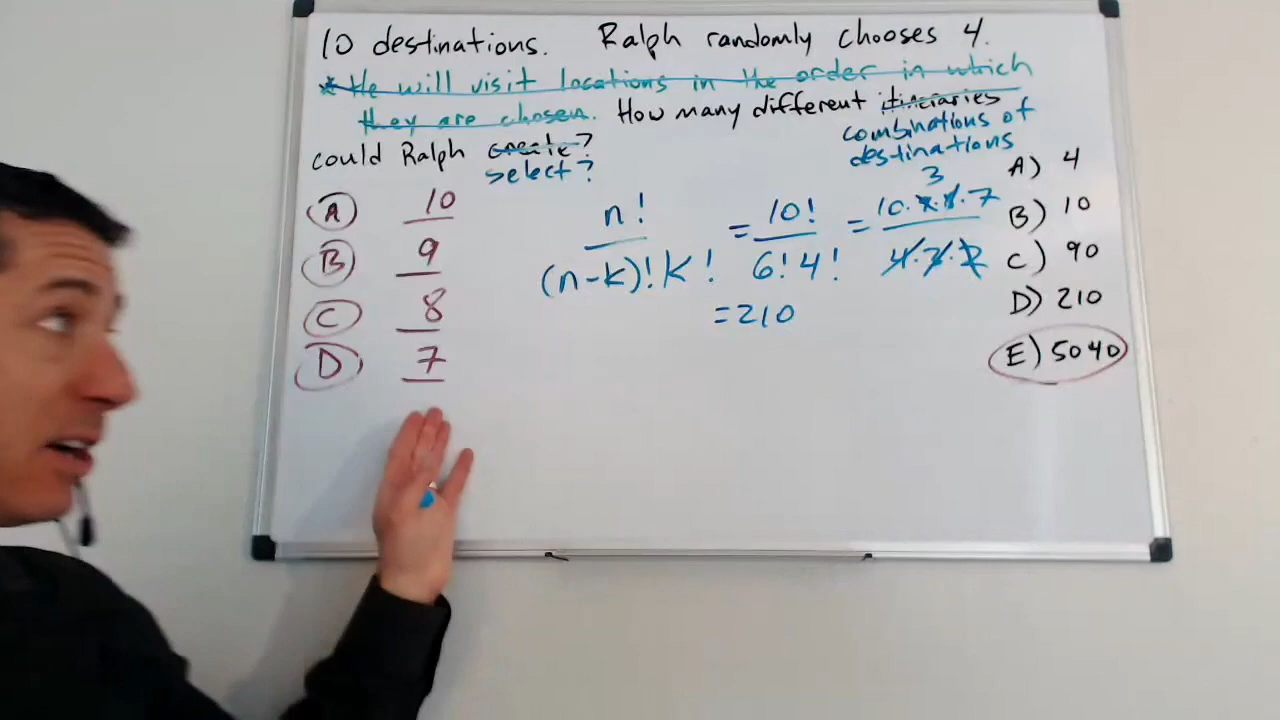 10 destinations. Ralph randomly chooses 4.
*He will visit locations in the order in which
they are chosen. How many different itineraries
combinations of
destinations
could Ralph create?
select?
A 10
B 9
C 8
D 7
n! / (n-k)!k! = 10! / 6!4! = 10·9·8·7 / 4·3·2
3
=210
A) 4
B) 10
C) 90
D) 210
E) 5040